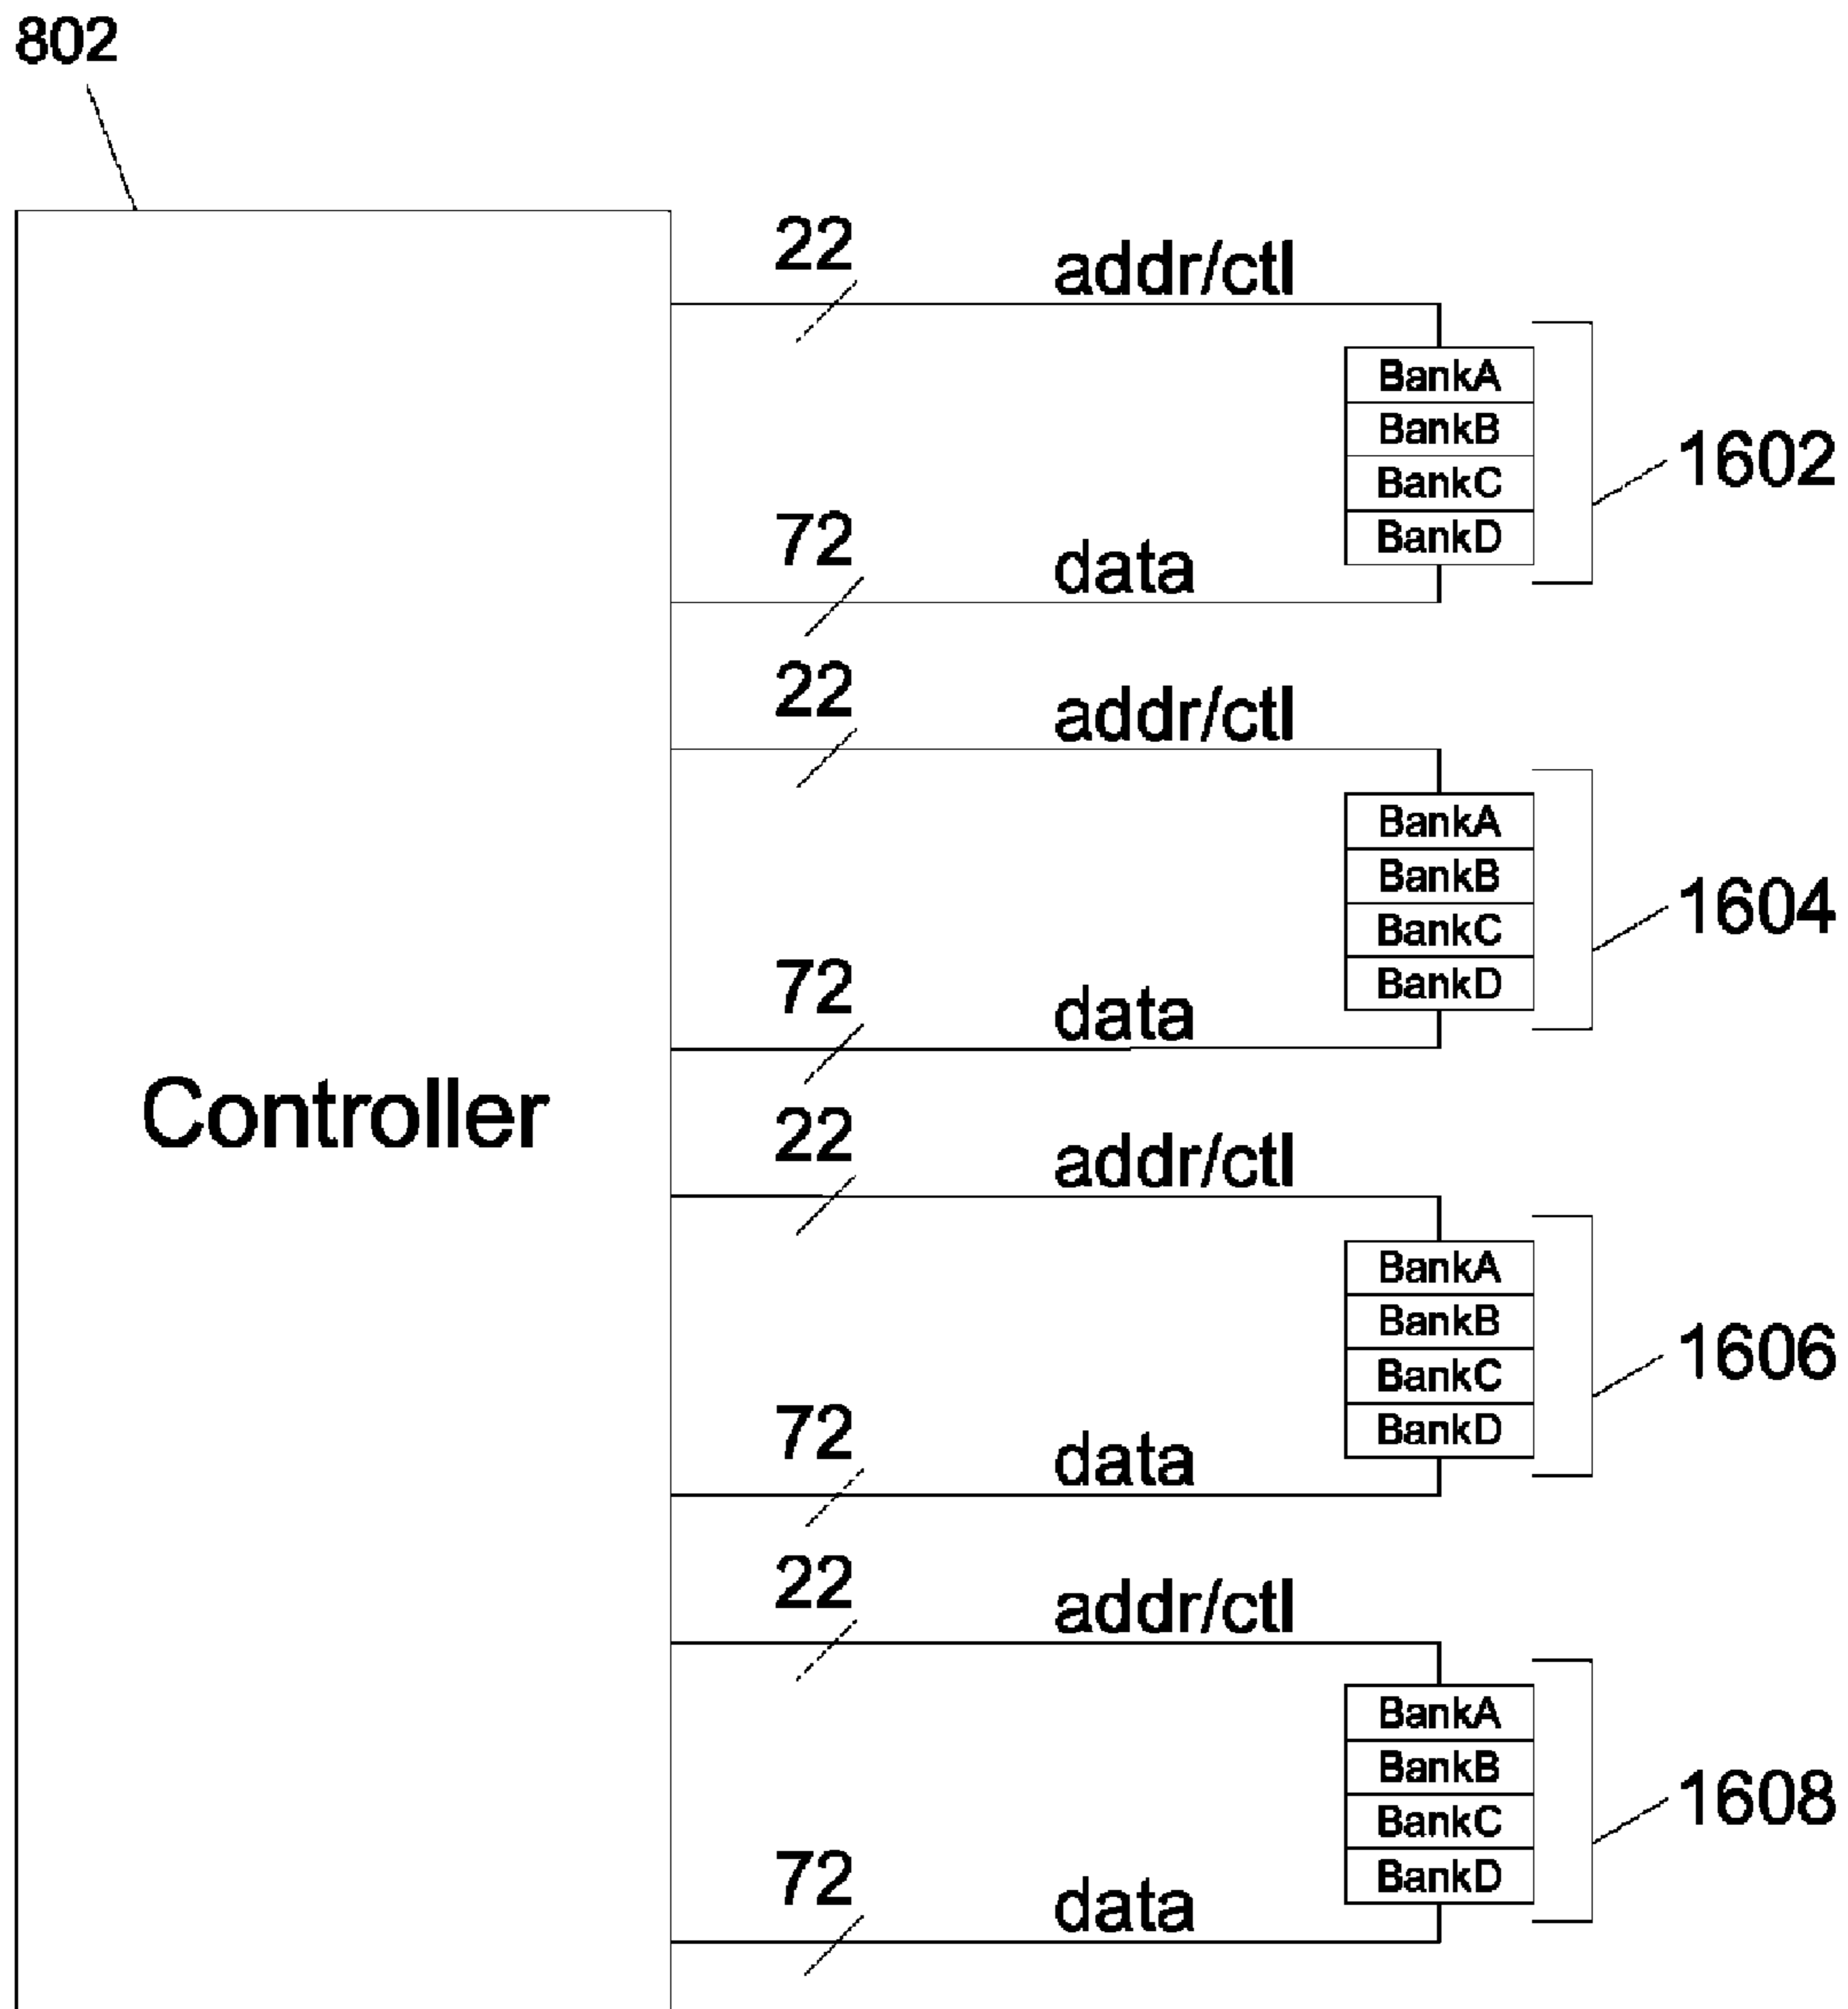 802
22 addr/ctl
BankA
BankB
BankC
BankD
1602
72 data
22 addr/ctl
BankA
BankB
BankC
BankD
1604
72 data
Controller
22 addr/ctl
BankA
BankB
BankC
BankD
1606
72 data
22 addr/ctl
BankA
BankB
BankC
BankD
1608
72 data